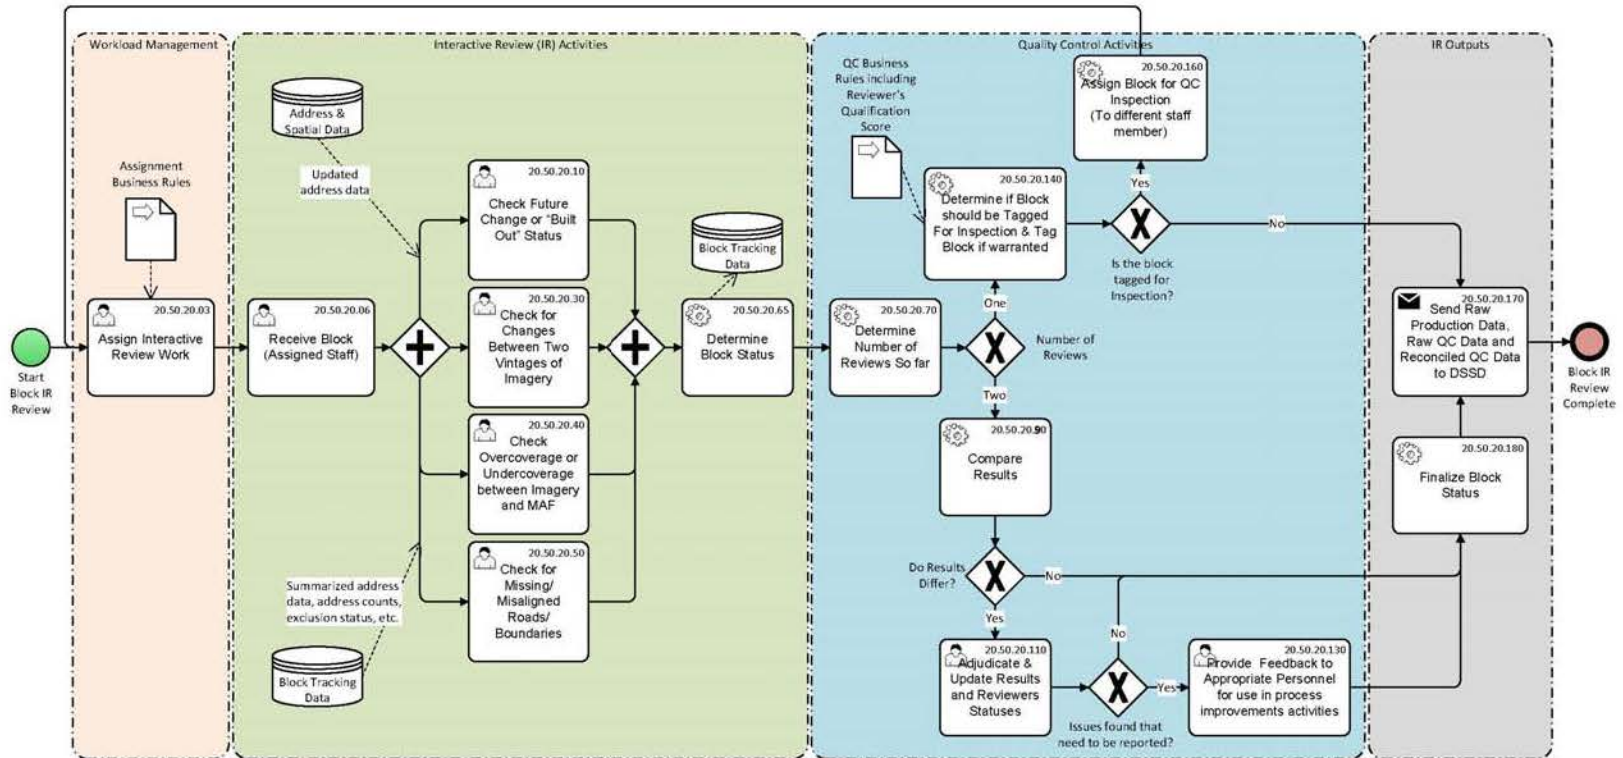 Workload Management
Interactive Review (IR) Activities
Quality Control Activities
IR Outputs
Start
Block IR
Review
Assignment
Business Rules
20.50.20.03
Assign Interactive
Review Work
Address &
Spatial Data
Updated
address data
20.50.20.06
Receive Block
(Assigned Staff)
Summarized address
data, address counts,
exclusion status, etc.
Block Tracking
Data
20.50.20.10
Check Future
Change or "Built
Out" Status
20.50.20.30
Check for
Changes
Between Two
Vintages of
Imagery
20.50.20.40
Check
Overcoverage or
Undercoverage
between Imagery
and MAF
20.50.20.50
Check for
Missing/
Misaligned
Roads/
Boundaries
Block Tracking
Data
20.50.20.65
Determine
Block Status
QC Business
Rules including
Reviewer's
Qualification
Score
20.50.20.70
Determine
Number of
Reviews So far
Number of
Reviews
One
Two
20.50.20.140
Determine if Block
should be Tagged
For Inspection & Tag
Block if warranted
Is the block
tagged for
Inspection?
Yes
No
20.50.20.160
Assign Block for QC
Inspection
(To different staff
member)
20.50.20.90
Compare
Results
Do Results
Differ?
No
Yes
20.50.20.110
Adjudicate &
Update Results
and Reviewers
Statuses
Issues found that
need to be reported?
No
Yes
20.50.20.130
Provide Feedback to
Appropriate Personnel
for use in process
improvements activities
20.50.20.170
Send Raw
Production Data,
Raw QC Data and
Reconciled QC Data
to DSSD
20.50.20.180
Finalize Block
Status
Block IR
Review
Complete